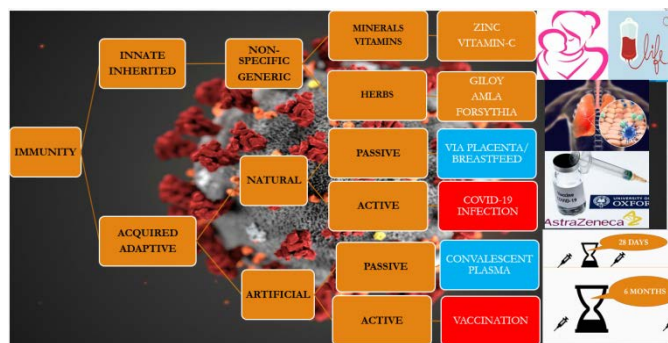 IMMUNITY
INNATE
INHERITED
NON-
SPECIFIC
GENERIC
MINERALS
VITAMINS
ZINC
VITAMIN-C
HERBS
GILOY
AMLA
FORSYTHIA
ACQUIRED
ADAPTIVE
NATURAL
PASSIVE
VIA PLACENTA/
BREASTFEED
ACTIVE
COVID-19
INFECTION
ARTIFICIAL
PASSIVE
CONVALESCENT
PLASMA
ACTIVE
VACCINATION
life
UNIVERSITY OF
OXFORD
AstraZeneca
28 DAYS
6 MONTHS